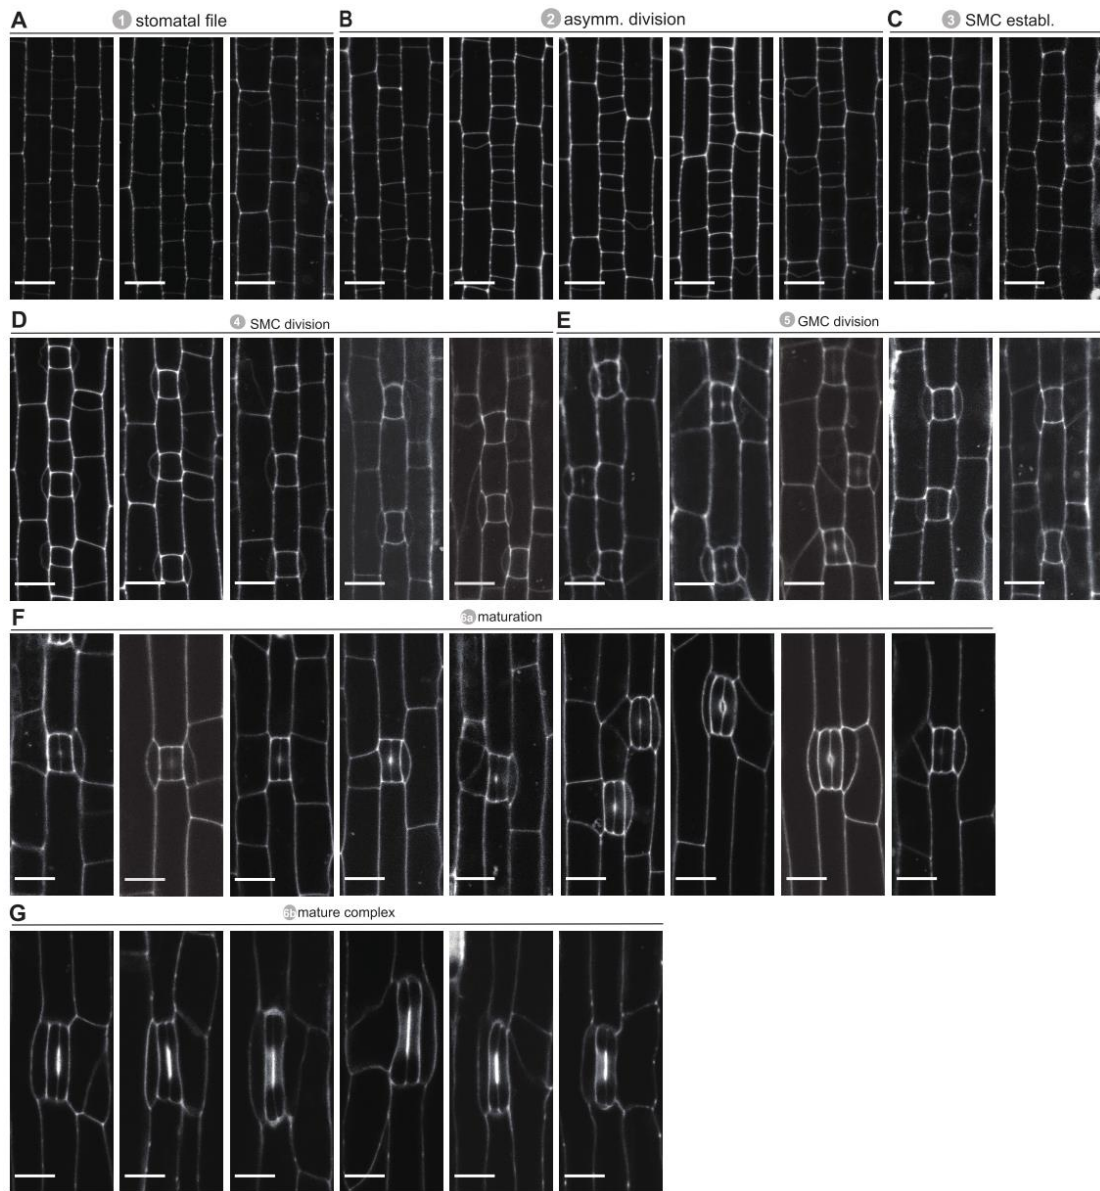 A 1 stomatal file B 2 asymm. division C 3 SMC establ.
D 4 SMC division E 5 GMC division
F 6a maturation
G 6b mature complex